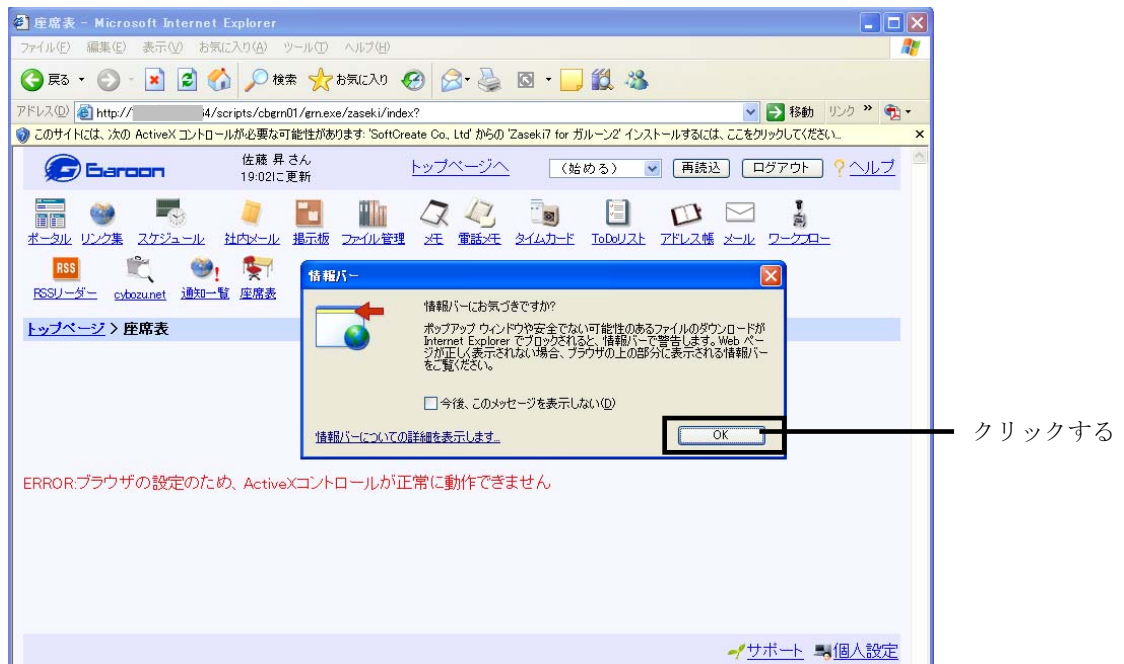 座席表 - Microsoft Internet Explorer
ファイル(F) 編集(E) 表示(V) お気に入り(A) ツール(T) ヘルプ(H)
戻る 検索 お気に入り
アドレス(D) http:// i4/scripts/cbgrn01/grn.exe/zaseki/index? 移動 リンク »
このサイトには、次の ActiveX コントロールが必要な可能性があります: 'SoftCreate Co., Ltd' からの 'Zaseki7 for ガルーン2' インストールするには、ここをクリックしてください...
Garoon
佐藤 昇 さん
19:02に更新
トップページへ (始める) 再読込 ログアウト ? ヘルプ
ポータル リンク集 スケジュール 社内メール 掲示板 ファイル管理 メモ 電話メモ タイムカード ToDoリスト アドレス帳 メール ワークフロー
RSS
RSSリーダー cybozu.net 通知一覧 座席表
トップページ > 座席表
情報バー
情報バーにお気づきですか?
ポップアップ ウィンドウや安全でない可能性のあるファイルのダウンロードが
Internet Explorer でブロックされると、情報バーで警告します。Web ペー
ジが正しく表示されない場合、ブラウザの上の部分に表示される情報バー
をご覧ください。
今後、このメッセージを表示しない(D)
情報バーについての詳細を表示します...
OK
クリックする
ERROR:ブラウザの設定のため、ActiveXコントロールが正常に動作できません
サポート 個人設定